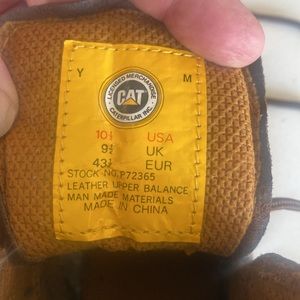 Y M
LICENSED MERCHANDISE
CAT
CATERPILLAR INC.
10½ USA
9½ UK
43½ EUR
STOCK NO.P72365
LEATHER UPPER BALANCE
MAN MADE MATERIALS
MADE IN CHINA